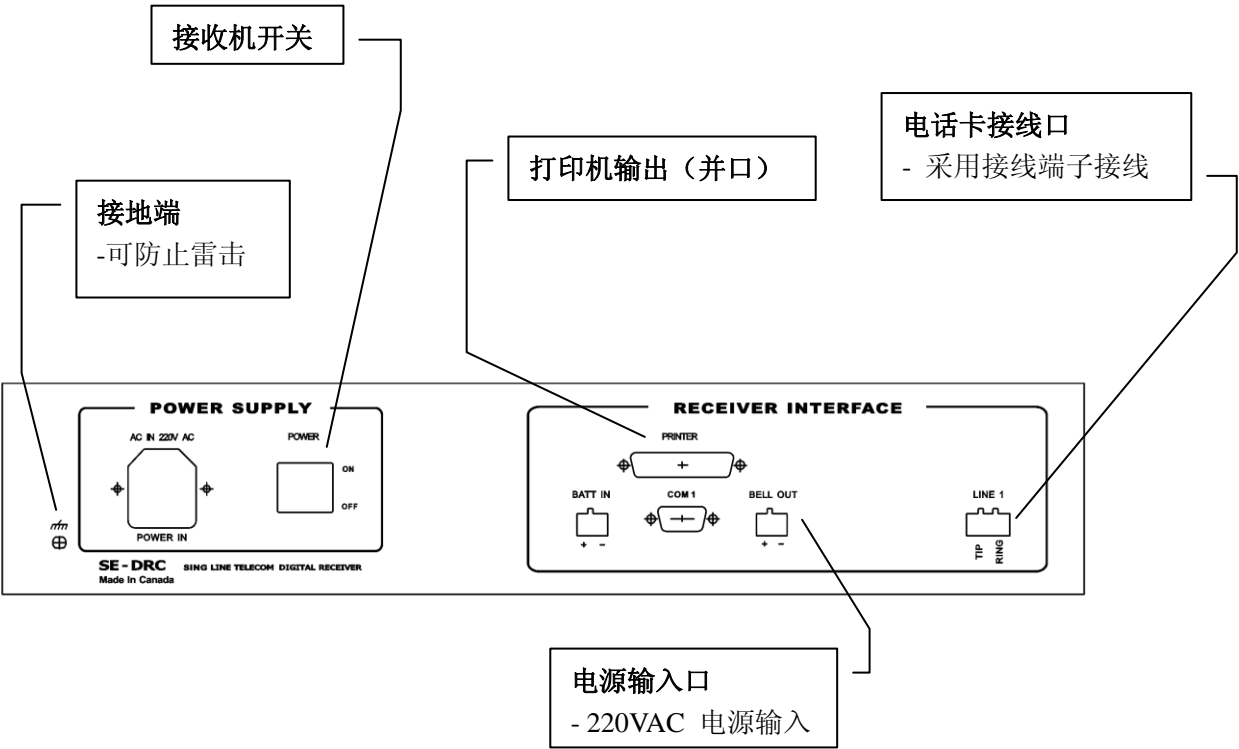 接收机开关
电话卡接线口
- 采用接线端子接线
打印机输出（并口）
接地端
-可防止雷击
POWER SUPPLY
RECEIVER INTERFACE
AC IN 220V AC
POWER
PRINTER
ON
OFF
BATT IN
COM 1
BELL OUT
LINE 1
POWER IN
+ -
+ -
TIP
RING
SE-DRC SING LINE TELECOM DIGITAL RECEIVER
Made In Canada
电源输入口
- 220VAC 电源输入